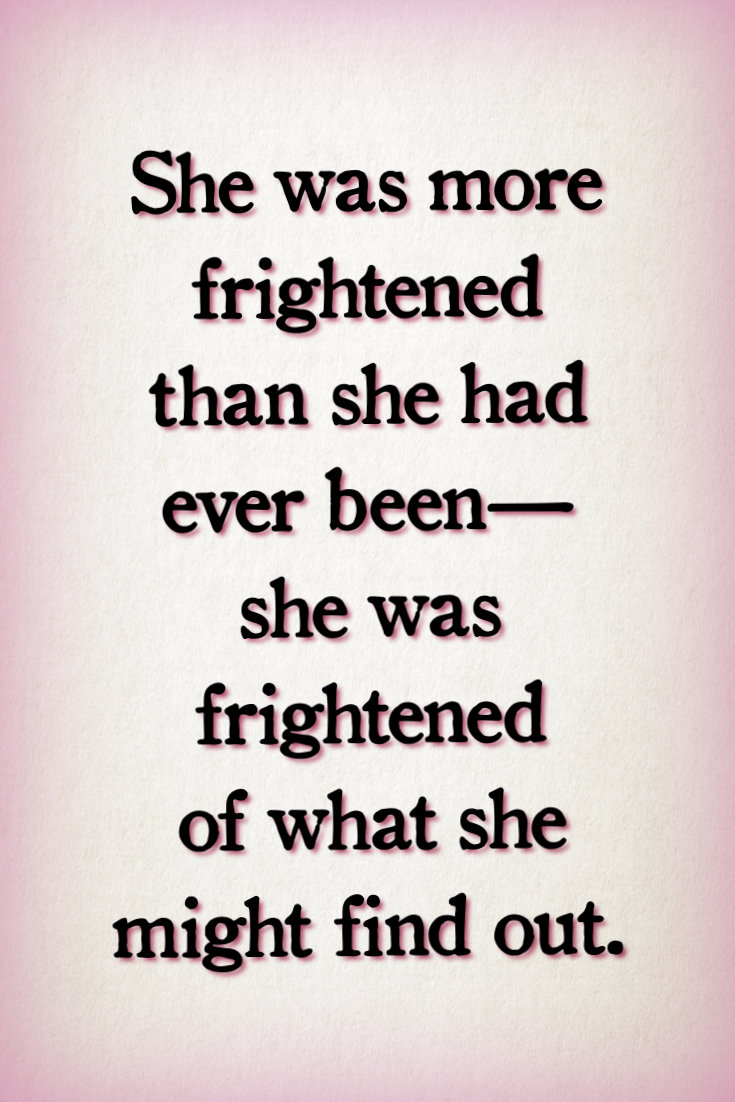 She was more
frightened
than she had
ever been—
she was
frightened
of what she
might find out.